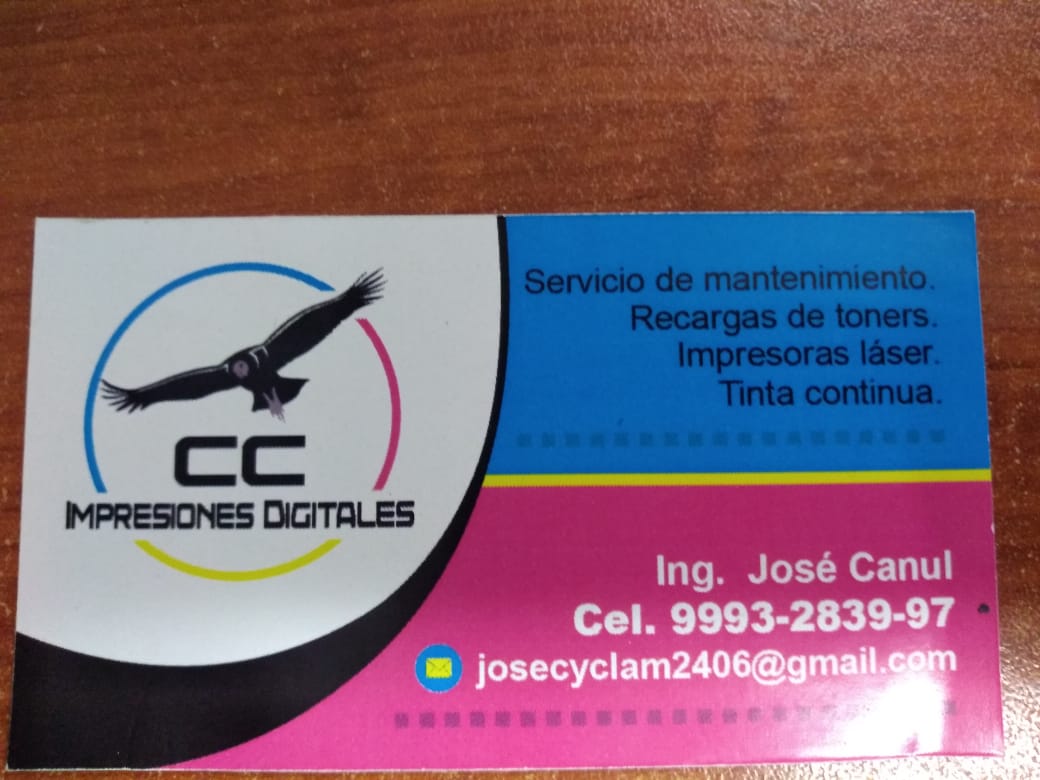 CC
IMPRESIONES DIGITALES
Servicio de mantenimiento.
Recargas de toners.
Impresoras láser.
Tinta continua.
Ing. José Canul
Cel. 9993-2839-97
josecyclam2406@gmail.com